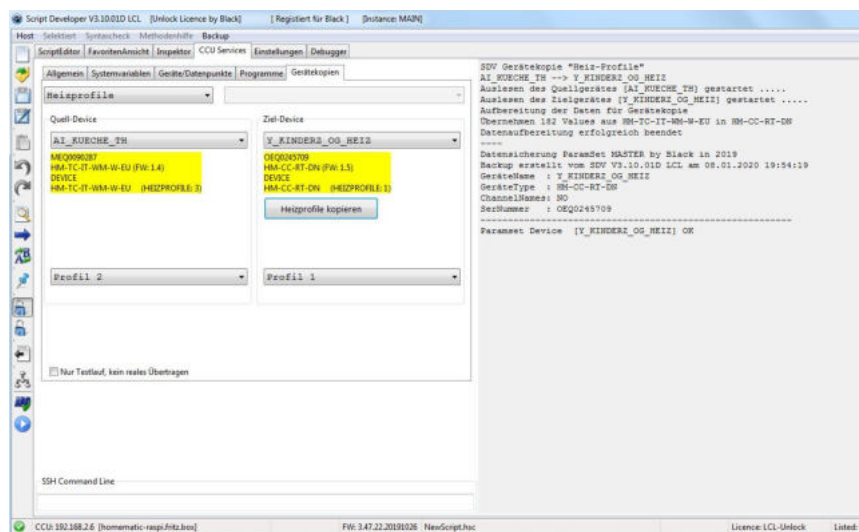 Script Developer V3.10.01D LCL [Unlock Licence by Black] [ Registiert für Black ] [Instance: MAIN]
Host Selektiert Syntaxcheck Methodenhilfe Backup
ScriptEditor FavoritenAnsicht Inspektor CCU Services Einstellungen Debugger
Allgemein Systemvariablen Geräte/Datenpunkte Programme Gerätekopien
Heizprofile
Quell-Device
AI_KUECHE_TH
MEQ0090287
HM-TC-IT-WM-W-EU (FW: 1.4)
DEVICE
HM-TC-IT-WM-W-EU (HEIZPROFILE: 3)
Profil 2
Ziel-Device
Y_KINDERZ_OG_HEIZ
OEQ0245709
HM-CC-RT-DN (FW: 1.5)
DEVICE
HM-CC-RT-DN (HEIZPROFILE: 1)
Heizprofile kopieren
Profil 1
Nur Testlauf, kein reales Übertragen
SSH Command Line
SDV Gerätekopie "Heiz-Profile"
AI_KUECHE_TH --> Y_KINDERZ_OG_HEIZ
Auslesen des Quellgerätes [AI_KUECHE_TH] gestartet .....
Auslesen des Zielgerätes [Y_KINDERZ_OG_HEIZ] gestartet .....
Aufbereitung der Daten für Gerätekopie
Übernehmen 182 Values aus HM-TC-IT-WM-W-EU in HM-CC-RT-DN
Datenaufbereitung erfolgreich beendet
----
Datensicherung ParamSet MASTER by Black in 2019
Backup erstellt vom SDV V3.10.01D LCL am 08.01.2020 19:54:19
GeräteName : Y_KINDERZ_OG_HEIZ
GeräteType : HM-CC-RT-DN
ChannelNames: NO
SerNummer : OEQ0245709
------------------------------------------------------------
Paramset Device [Y_KINDERZ_OG_HEIZ] OK
CCU: 192.168.2.6 [homematic-raspi.fritz.box] FW: 3.47.22.20191026 NewScript.hsc Licence: LCL-Unlock Listed: